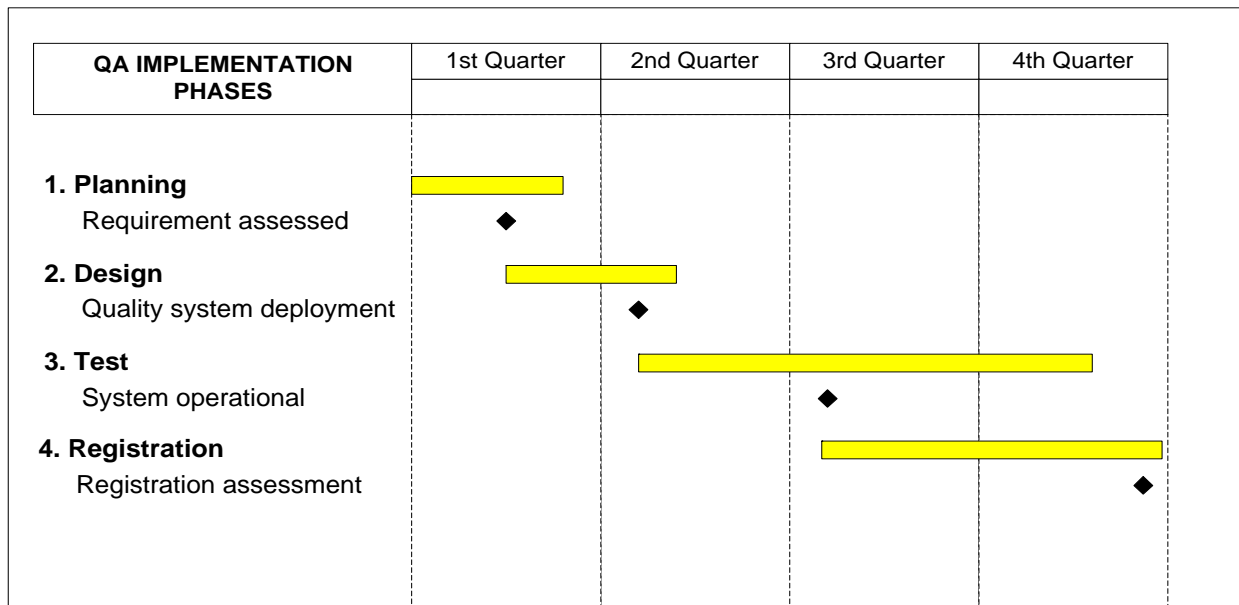 QA IMPLEMENTATION
PHASES
1st Quarter
2nd Quarter
3rd Quarter
4th Quarter
1. Planning
Requirement assessed
2. Design
Quality system deployment
3. Test
System operational
4. Registration
Registration assessment